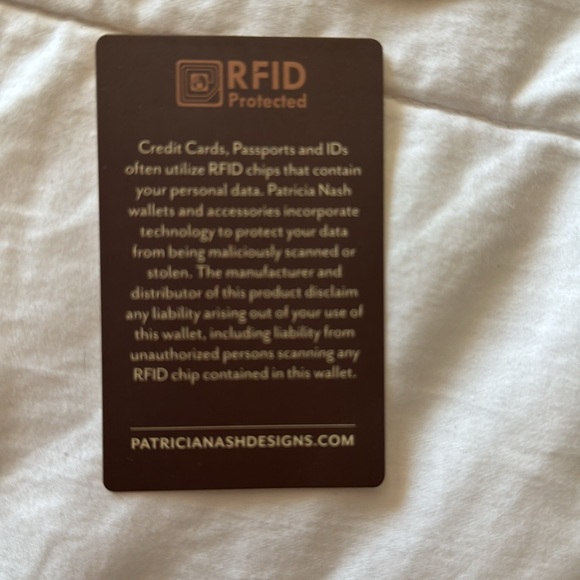 RFID
Protected
Credit Cards, Passports and IDs
often utilize RFID chips that contain
your personal data. Patricia Nash
wallets and accessories incorporate
technology to protect your data
from being maliciously scanned or
stolen. The manufacturer and
distributor of this product disclaim
any liability arising out of your use of
this wallet, including liability from
unauthorized persons scanning any
RFID chip contained in this wallet.
PATRICIANASHDESIGNS.COM